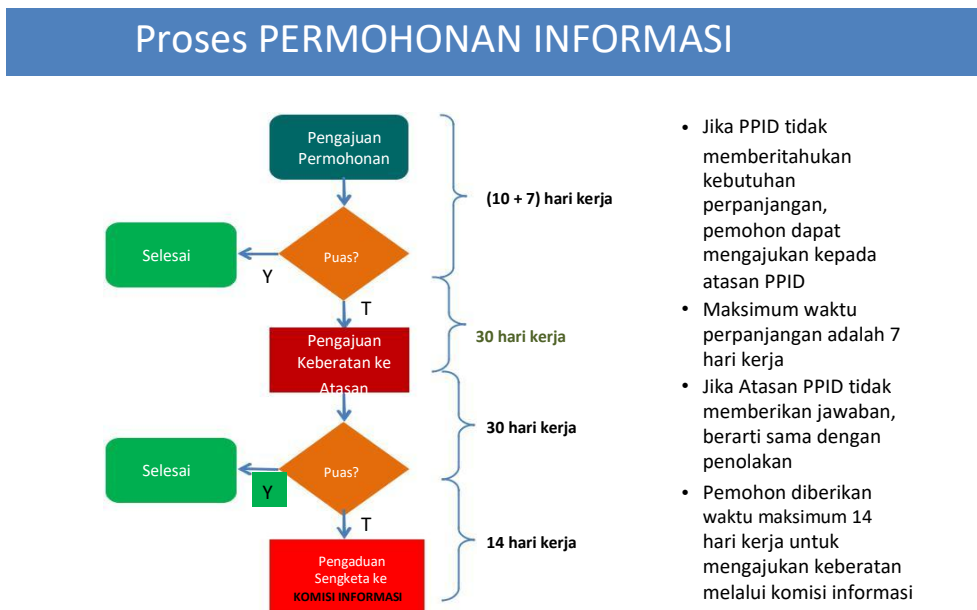 Proses PERMOHONAN INFORMASI
Pengajuan
Permohonan
(10 + 7) hari kerja
Selesai
Puas?
Y
T
30 hari kerja
Pengajuan
Keberatan ke
Atasan
30 hari kerja
Selesai
Puas?
Y
T
14 hari kerja
Pengaduan
Sengketa ke
KOMISI INFORMASI
• Jika PPID tidak
memberitahukan
kebutuhan
perpanjangan,
pemohon dapat
mengajukan kepada
atasan PPID
• Maksimum waktu
perpanjangan adalah 7
hari kerja
• Jika Atasan PPID tidak
memberikan jawaban,
berarti sama dengan
penolakan
• Pemohon diberikan
waktu maksimum 14
hari kerja untuk
mengajukan keberatan
melalui komisi informasi